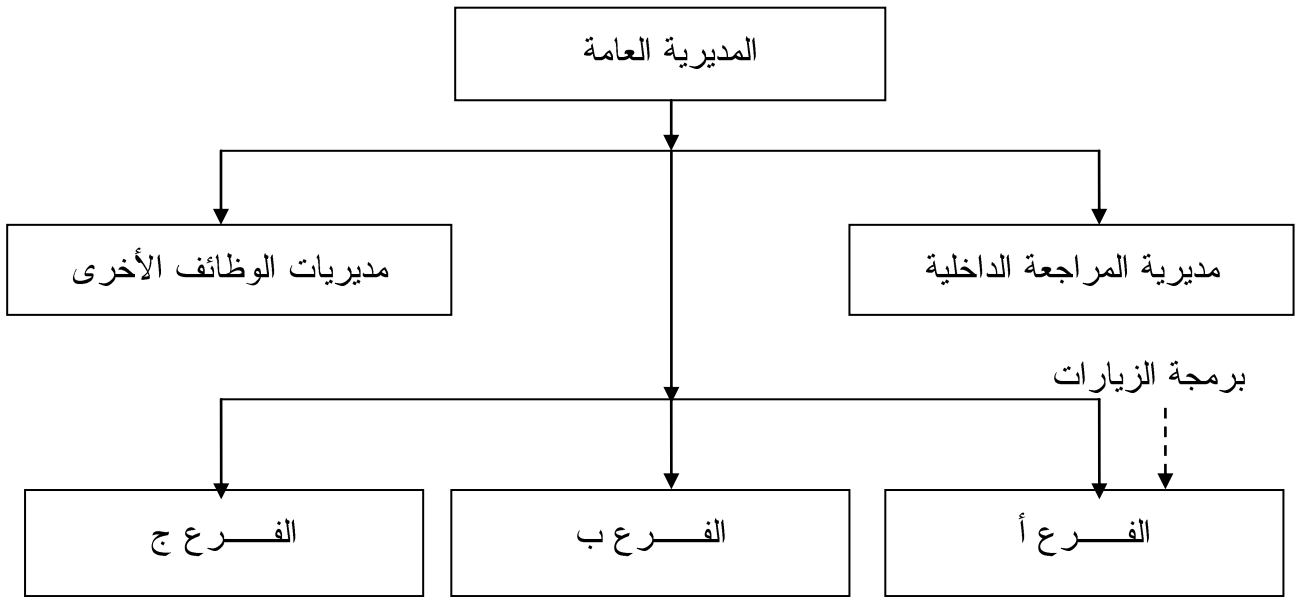 المديرية العامة
مديرية المراجعة الداخلية
مديريات الوظائف الأخرى
برمجة الزيارات
الفـــــرع أ
الفـــــرع ب
الفـــــرع ج